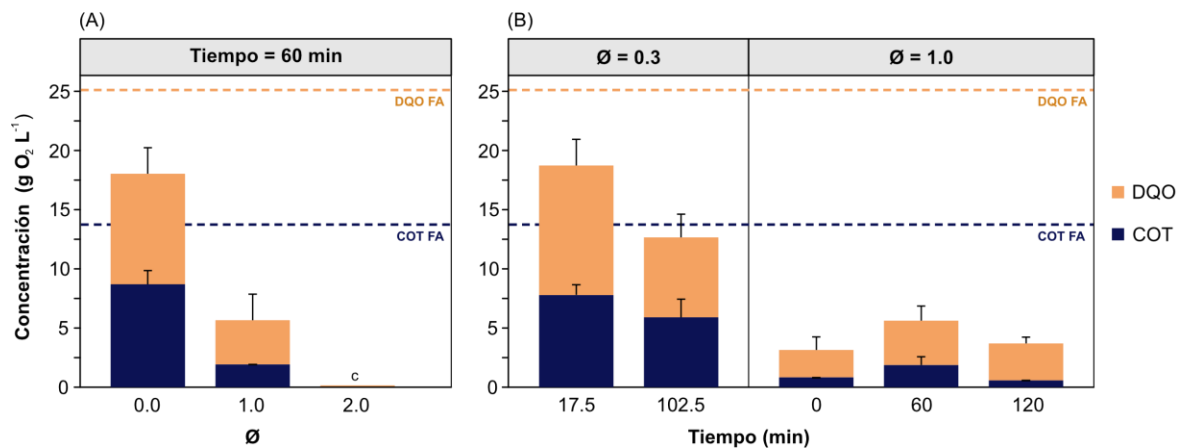 (A)
(B)
Tiempo = 60 min
Ø = 0.3
Ø = 1.0
Concentración (g O₂ L⁻¹)
25
20
15
10
5
0
DQO FA
COT FA
c
0.0
1.0
2.0
Ø
DQO FA
COT FA
17.5
102.5
0
60
120
Tiempo (min)
DQO
COT